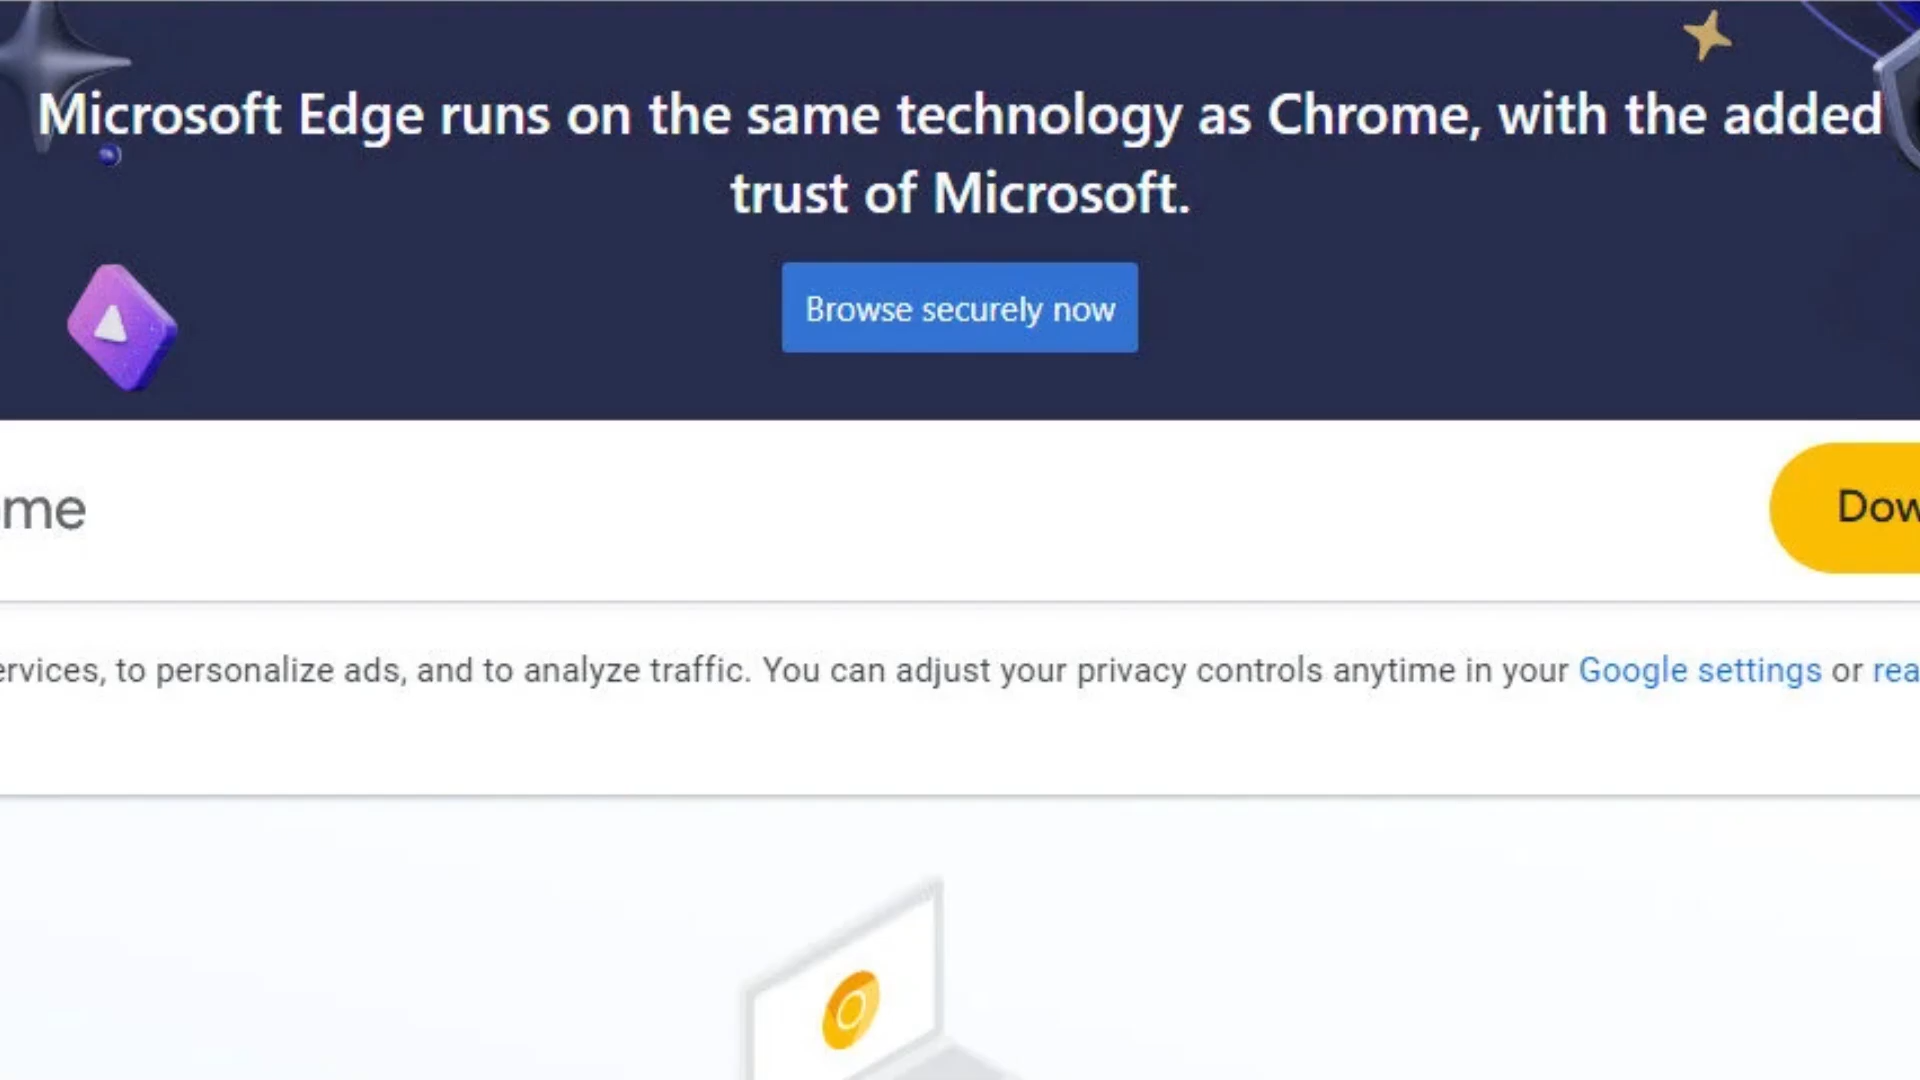 Microsoft Edge runs on the same technology as Chrome, with the added
trust of Microsoft.
Browse securely now
me
Dow
ervices, to personalize ads, and to analyze traffic. You can adjust your privacy controls anytime in your Google settings or rea